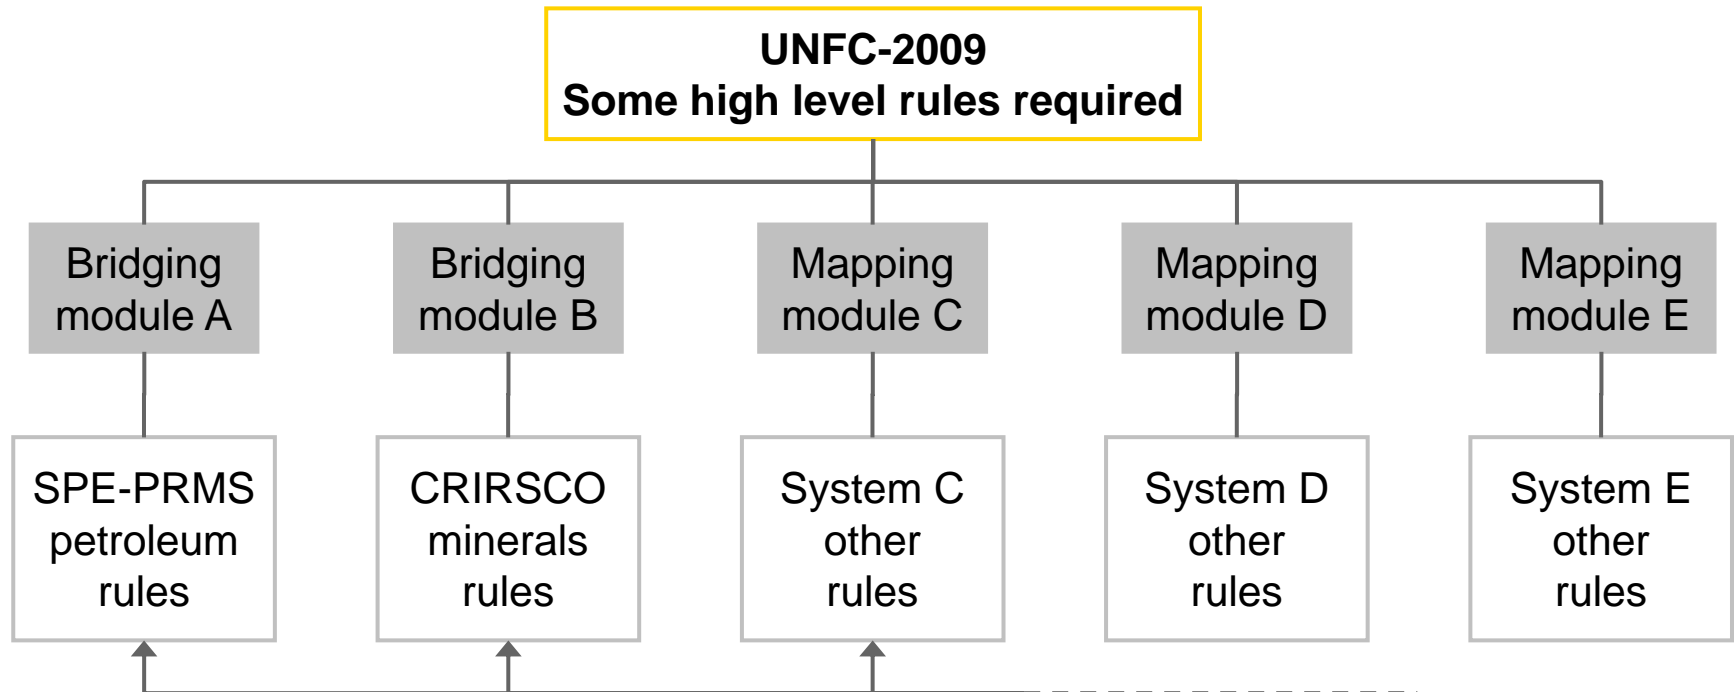 UNFC-2009
Some high level rules required
Bridging
module A
Bridging
module B
Mapping
module C
Mapping
module D
Mapping
module E
SPE-PRMS
petroleum
rules
CRIRSCO
minerals
rules
System C
other
rules
System D
other
rules
System E
other
rules